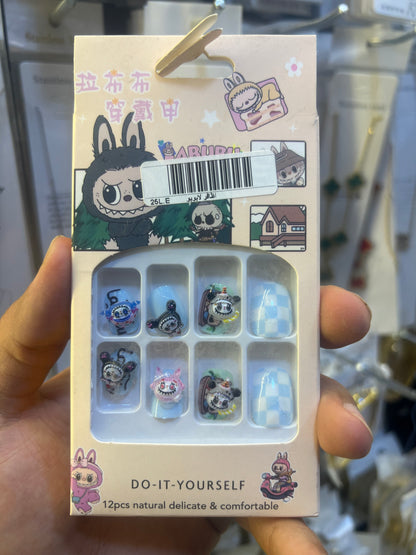 拉布布
穿戴甲
26L.E
DO-IT-YOURSELF
12pcs natural delicate & comfortable